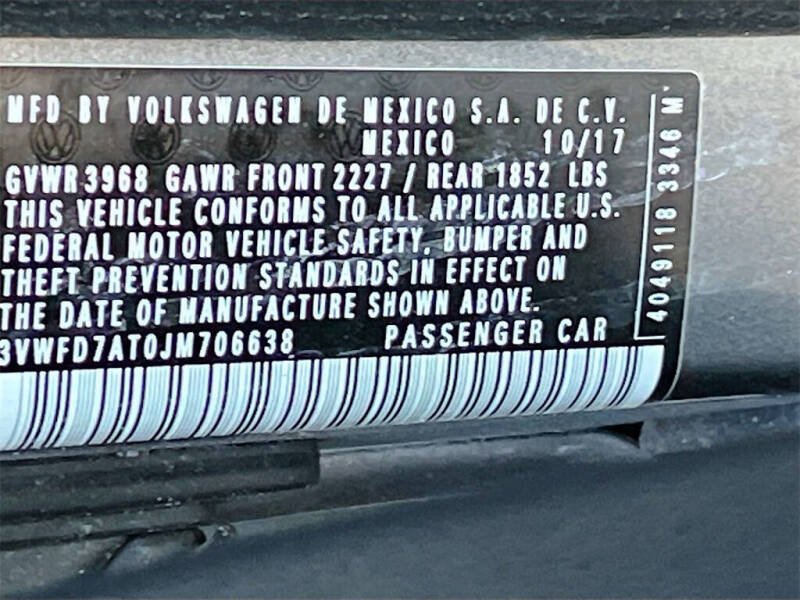 MFD BY VOLKSWAGEN DE MEXICO S.A. DE C.V.
MEXICO 10/17
GVWR 3968 GAWR FRONT 2227 / REAR 1852 LBS
THIS VEHICLE CONFORMS TO ALL APPLICABLE U.S.
FEDERAL MOTOR VEHICLE SAFETY, BUMPER AND
THEFT PREVENTION STANDARDS IN EFFECT ON
THE DATE OF MANUFACTURE SHOWN ABOVE.
3VWFD7AT0JM706638 PASSENGER CAR
4049118 3346 M